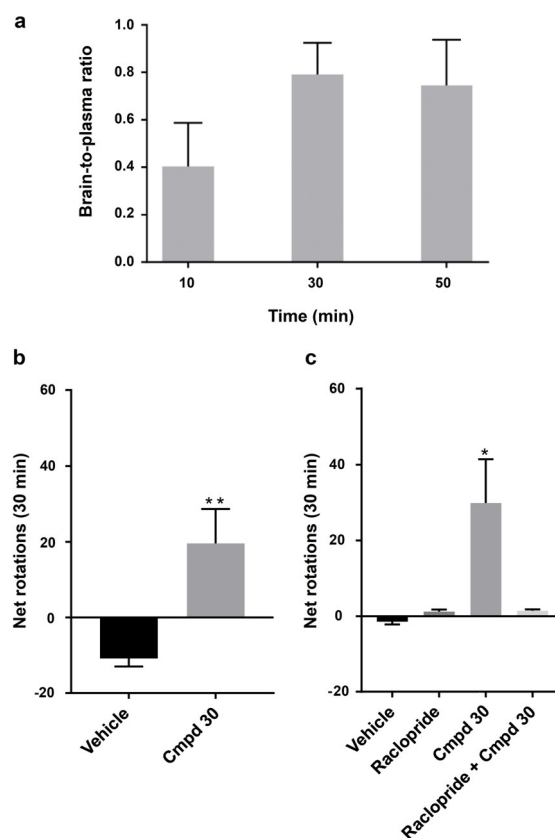 a
Brain-to-plasma ratio
1.0
0.8
0.6
0.4
0.2
0.0
10 30 50
Time (min)
b
Net rotations (30 min)
60
40
20
0
-20
**
Vehicle
Cmpd 30
c
Net rotations (30 min)
60
40
20
0
-20
*
Vehicle
Raclopride
Cmpd 30
Raclopride + Cmpd 30